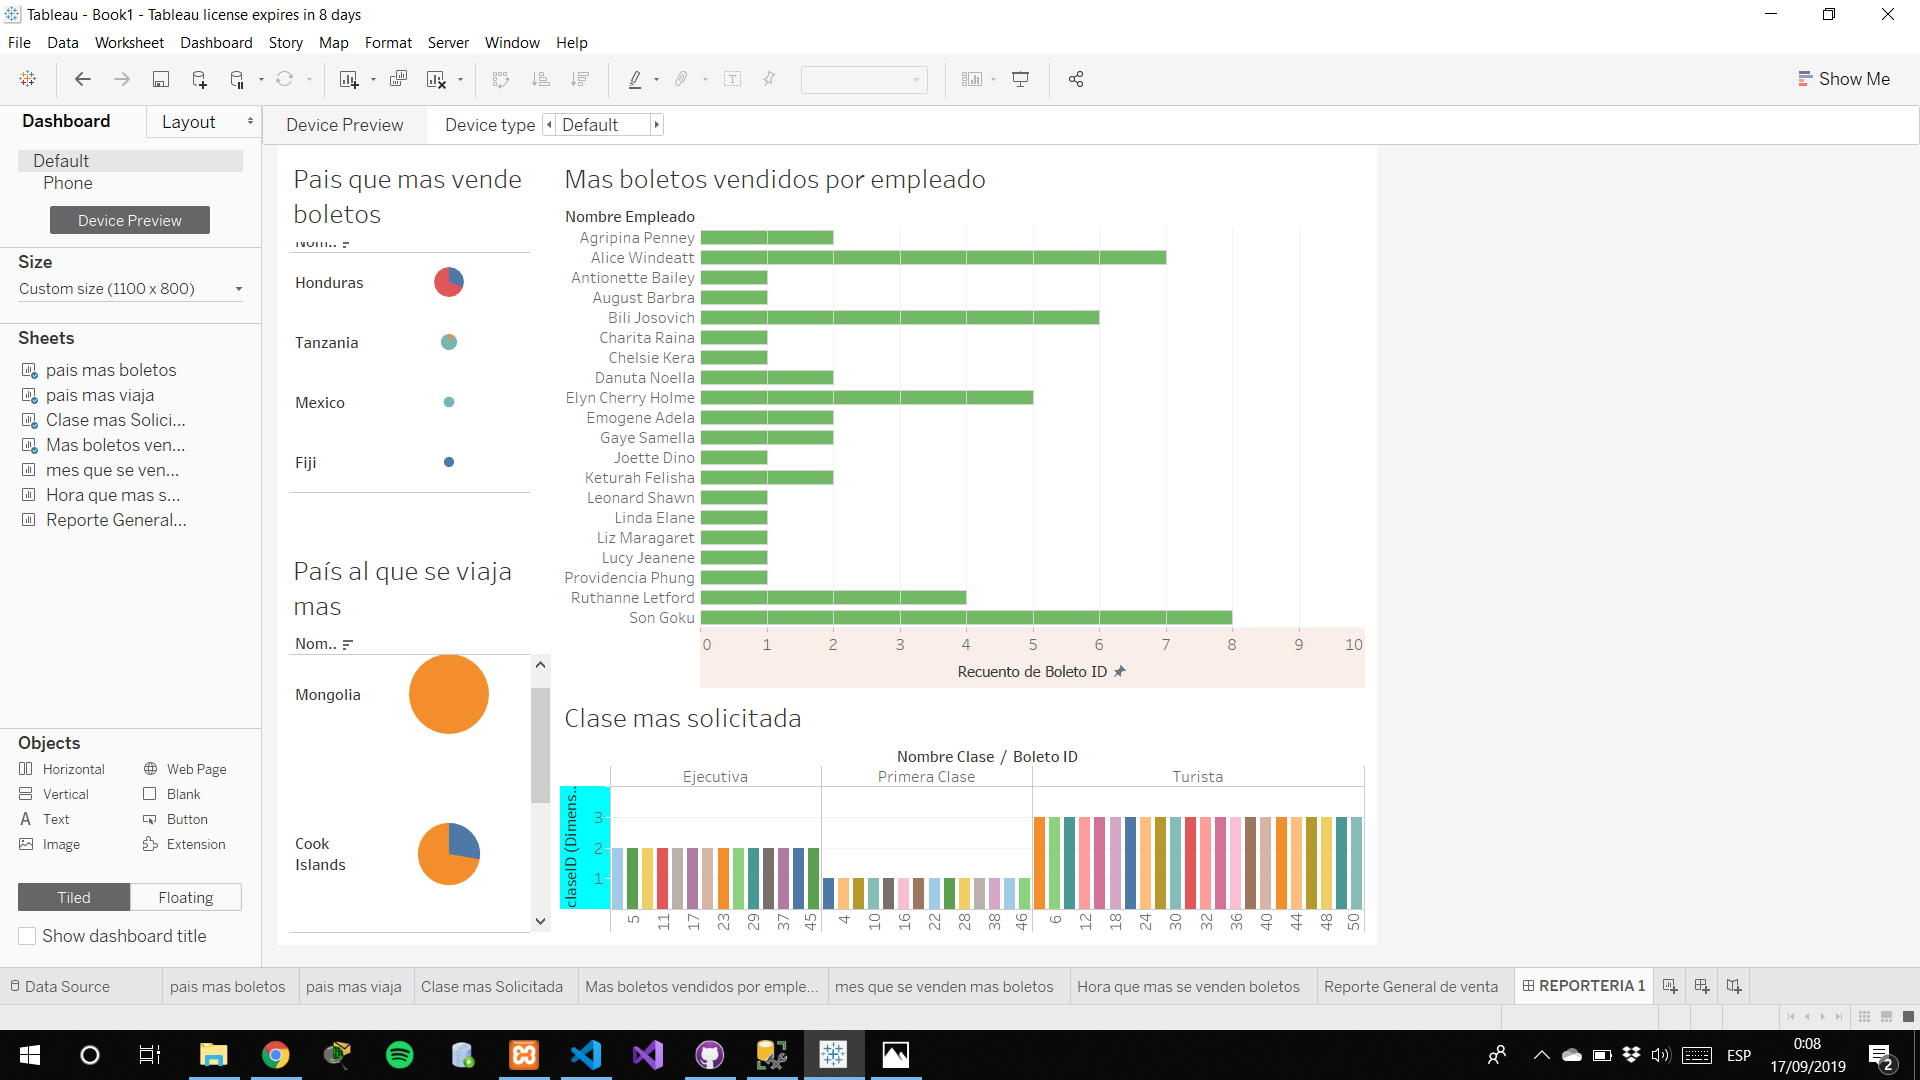 Tableau - Book1 - Tableau license expires in 8 days
File Data Worksheet Dashboard Story Map Format Server Window Help
Show Me
Dashboard
Layout
Default
Phone
Device Preview
Size
Custom size (1100 x 800)
Sheets
pais mas boletos
pais mas viaja
Clase mas Solici...
Mas boletos ven...
mes que se ven...
Hora que mas s...
Reporte General...
Objects
Horizontal
Web Page
Vertical
Blank
Text
Button
Image
Extension
Tiled
Floating
Show dashboard title
Device Preview
Device type
Default
Pais que mas vende
boletos
Nom..
Honduras
Tanzania
Mexico
Fiji
País al que se viaja
mas
Nom..
Mongolia
Cook
Islands
Mas boletos vendidos por empleado
Nombre Empleado
Agripina Penney
Alice Windeatt
Antionette Bailey
August Barbra
Bili Josovich
Charita Raina
Chelsie Kera
Danuta Noella
Elyn Cherry Holme
Emogene Adela
Gaye Samella
Joette Dino
Keturah Felisha
Leonard Shawn
Linda Elane
Liz Maragaret
Lucy Jeanene
Providencia Phung
Ruthanne Letford
Son Goku
0 1 2 3 4 5 6 7 8 9 10
Recuento de Boleto ID
Clase mas solicitada
Nombre Clase / Boleto ID
Ejecutiva Primera Clase Turista
claseID (Dimens..
3
2
1
5 11 17 23 29 37 45 4 10 16 22 28 38 46 6 12 18 24 30 32 36 40 44 48 50
Data Source
pais mas boletos
pais mas viaja
Clase mas Solicitada
Mas boletos vendidos por emple...
mes que se venden mas boletos
Hora que mas se venden boletos
Reporte General de venta
REPORTERIA 1
ESP
0:08
17/09/2019
2